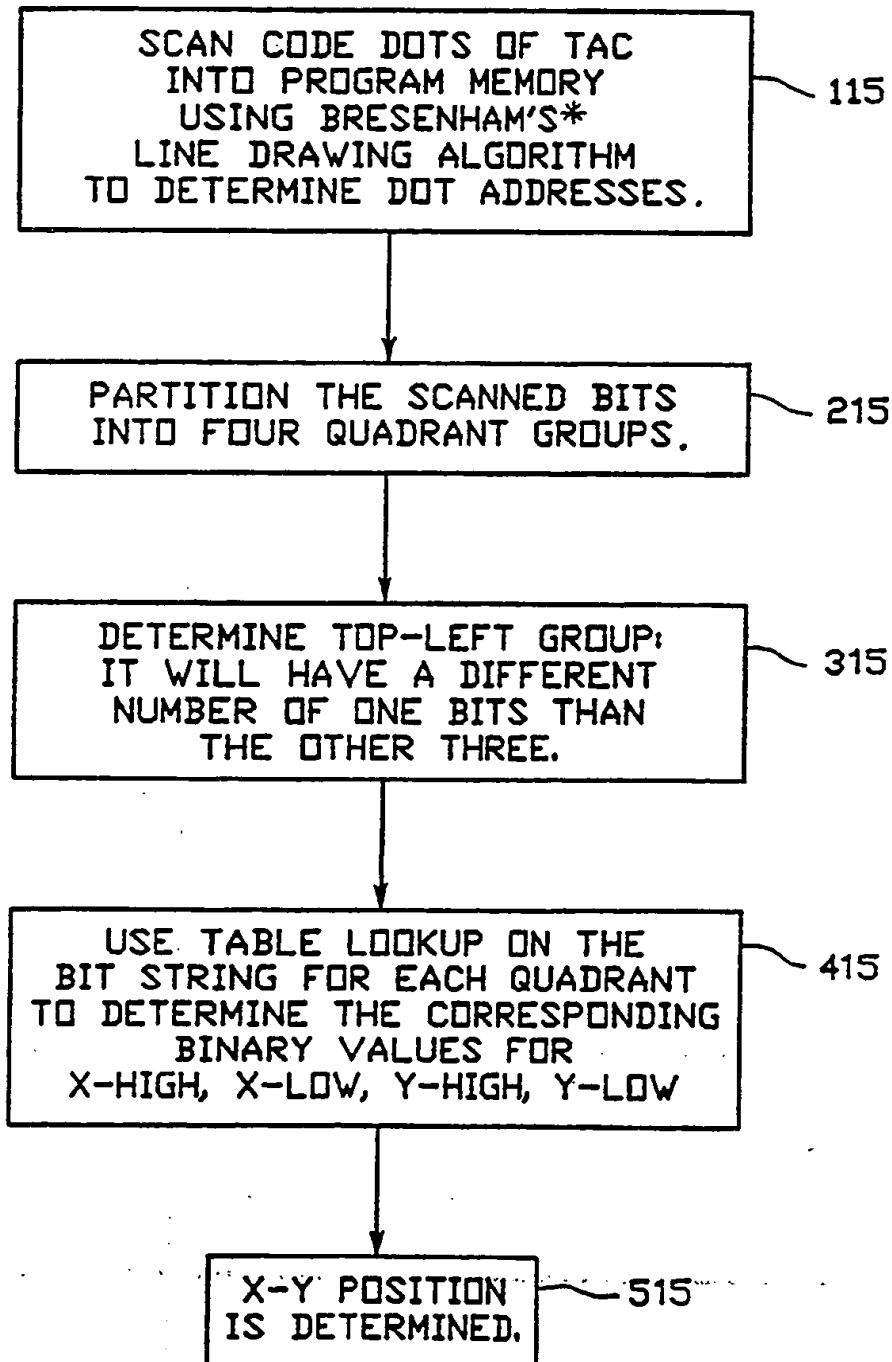 SCAN CODE DOTS OF TAC
INTO PROGRAM MEMORY
USING BRESENHAM'S*
LINE DRAWING ALGORITHM
TO DETERMINE DOT ADDRESSES.
115
PARTITION THE SCANNED BITS
INTO FOUR QUADRANT GROUPS.
215
DETERMINE TOP-LEFT GROUP:
IT WILL HAVE A DIFFERENT
NUMBER OF ONE BITS THAN
THE OTHER THREE.
315
USE TABLE LOOKUP ON THE
BIT STRING FOR EACH QUADRANT
TO DETERMINE THE CORRESPONDING
BINARY VALUES FOR
X-HIGH, X-LOW, Y-HIGH, Y-LOW
415
X-Y POSITION
IS DETERMINED.
515